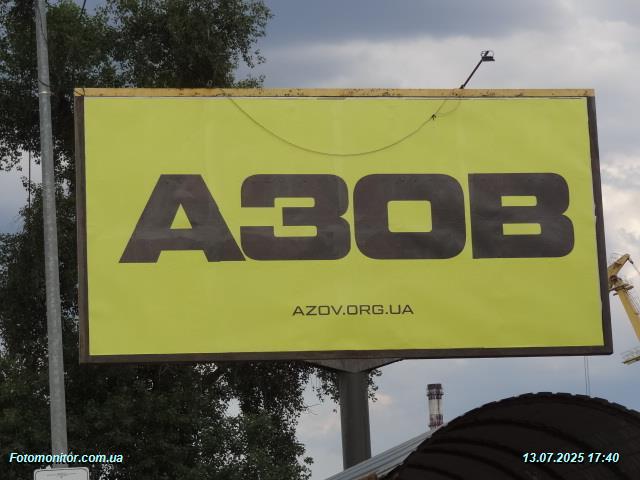 АЗОВ
AZOV.ORG.UA
Fotomonitor.com.ua
13.07.2025 17:40